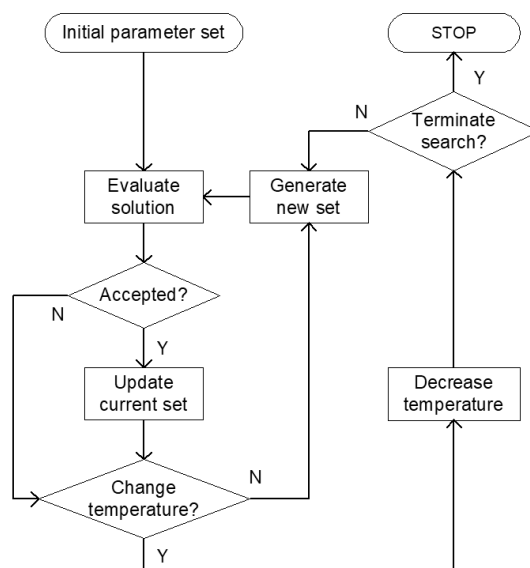 Initial parameter set
STOP
Y
N
Terminate
search?
Evaluate
solution
Generate
new set
Accepted?
N
Y
Update
current set
Decrease
temperature
Change
temperature?
N
Y